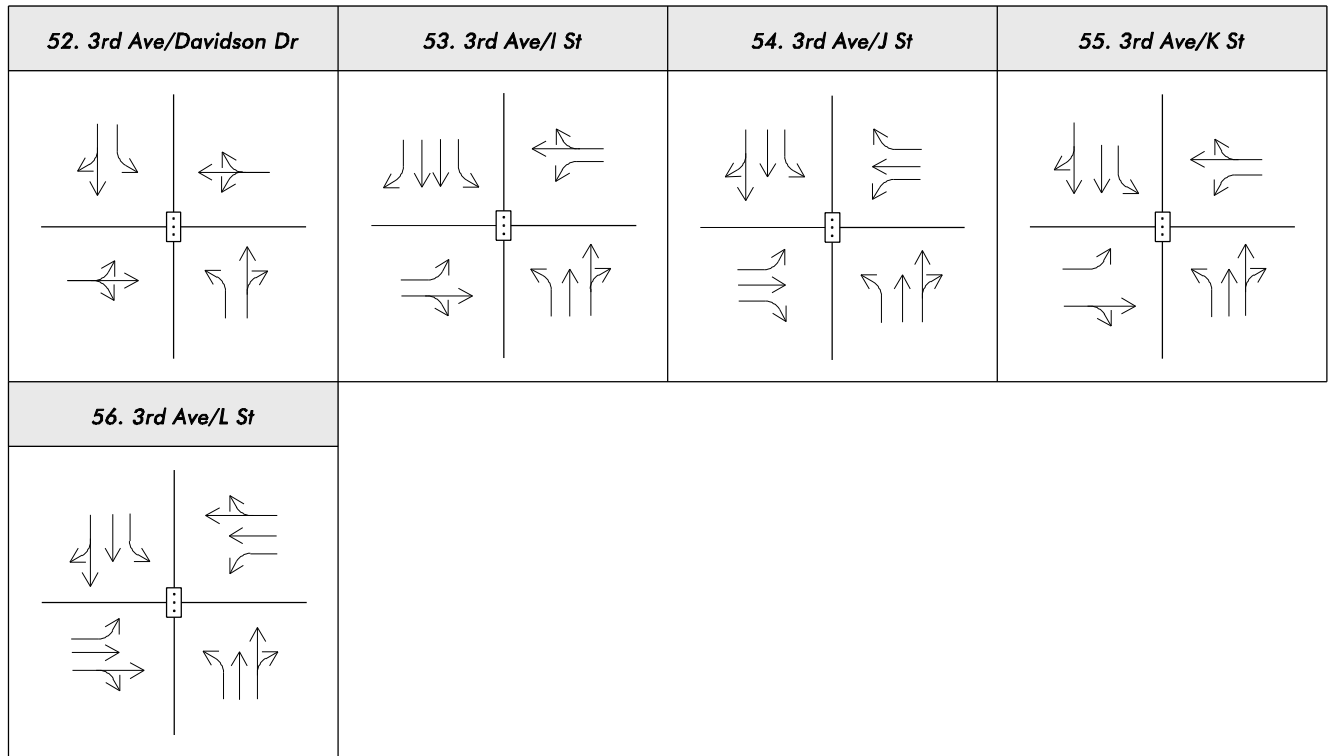 52. 3rd Ave/Davidson Dr
53. 3rd Ave/I St
54. 3rd Ave/J St
55. 3rd Ave/K St
56. 3rd Ave/L St